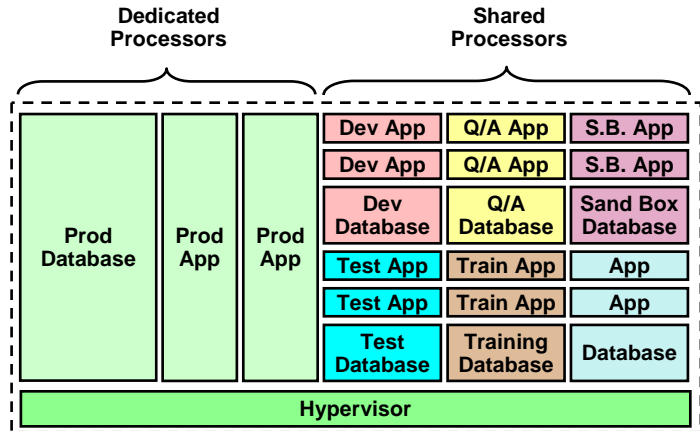 Dedicated
Processors
Shared
Processors
Prod
Database
Prod
App
Prod
App
Dev App
Q/A App
S.B. App
Dev App
Q/A App
S.B. App
Dev
Database
Q/A
Database
Sand Box
Database
Test App
Train App
App
Test App
Train App
App
Test
Database
Training
Database
Database
Hypervisor